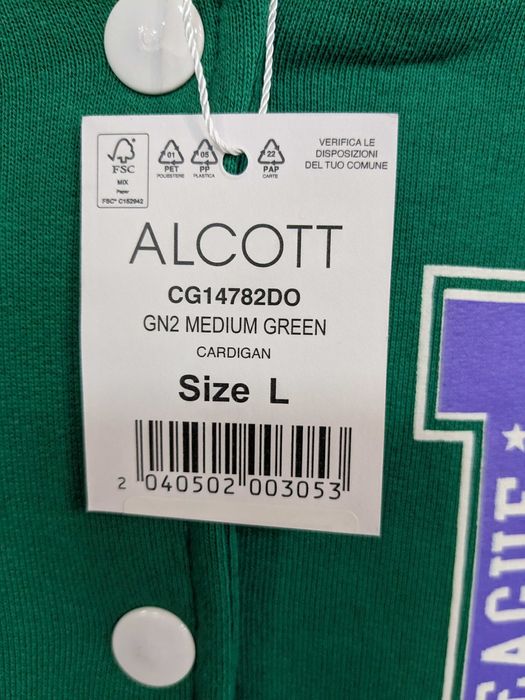 FSC
MIX
Paper
FSC® C152942
01
PET
POLIESTERE
05
PP
PLASTICA
22
PAP
CARTE
VERIFICA LE
DISPOSIZIONI
DEL TUO COMUNE
ALCOTT
CG14782DO
GN2 MEDIUM GREEN
CARDIGAN
Size L
2 040502 003053
EAGUE